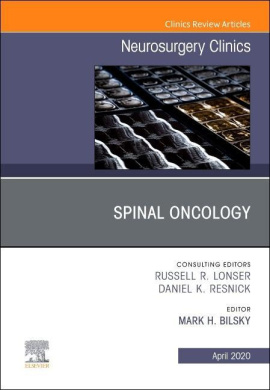 Clinics Review Articles
Neurosurgery Clinics
SPINAL ONCOLOGY
CONSULTING EDITORS
RUSSELL R. LONSER
DANIEL K. RESNICK
EDITOR
MARK H. BILSKY
ELSEVIER
April 2020